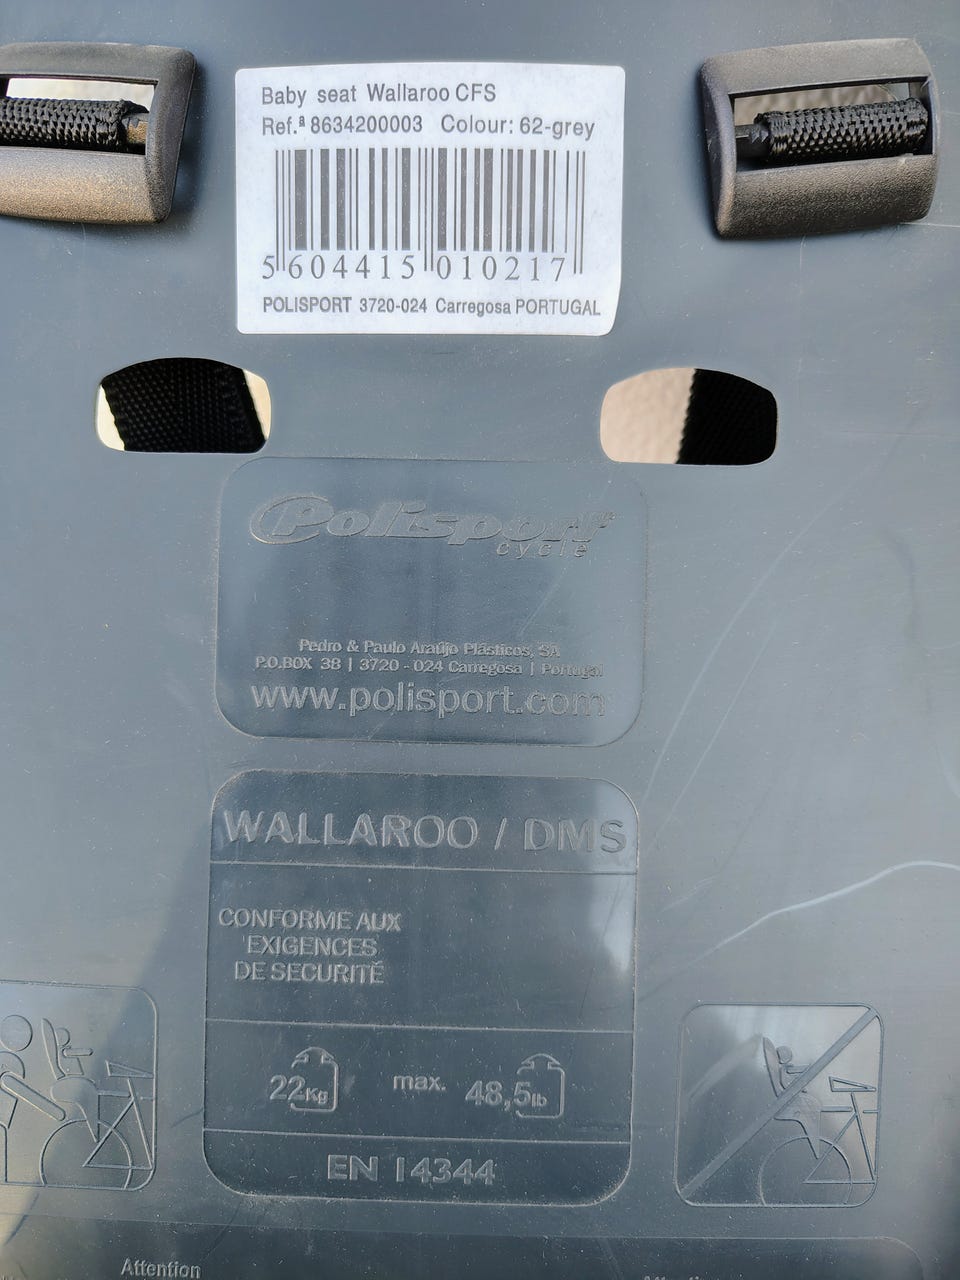 Baby seat Wallaroo CFS
Ref.ª 8634200003 Colour: 62-grey
5 604415 010217
POLISPORT 3720-024 Carregosa PORTUGAL
Polisport
cycle
Pedro & Paulo Araújo Plásticos, SA
P.O.BOX 38 | 3720 - 024 Carregosa | Portugal
www.polisport.com
WALLAROO / DMS
CONFORME AUX
EXIGENCES
DE SECURITÉ
22Kg max. 48,5lb
EN 14344
Attention